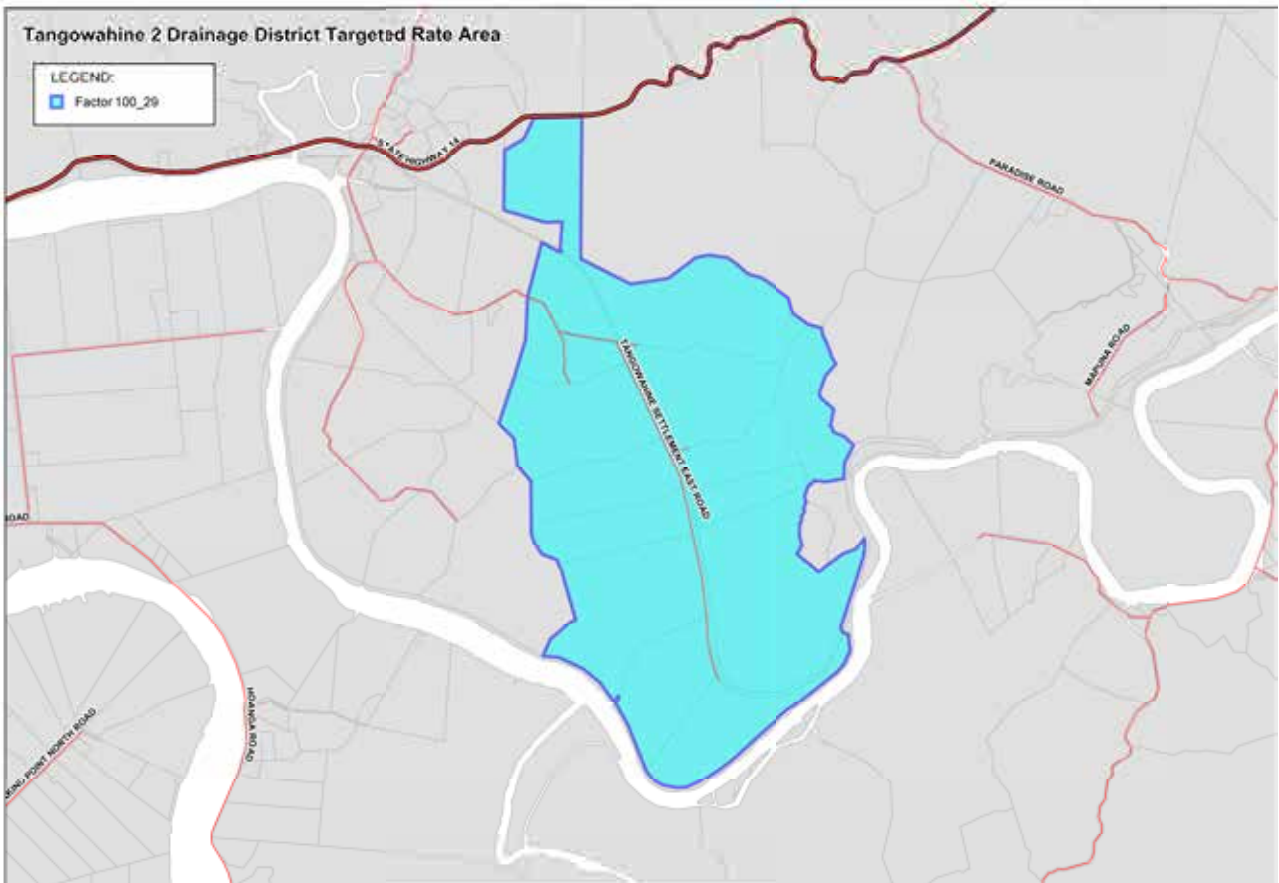 Tangowahine 2 Drainage District Targeted Rate Area
LEGEND:
Factor 100_29
STATE HIGHWAY 14
PARADISE ROAD
MAPUNA ROAD
TANGOWAHINE SETTLEMENT EAST ROAD
ROAD
HOANGA ROAD
KING POINT NORTH ROAD